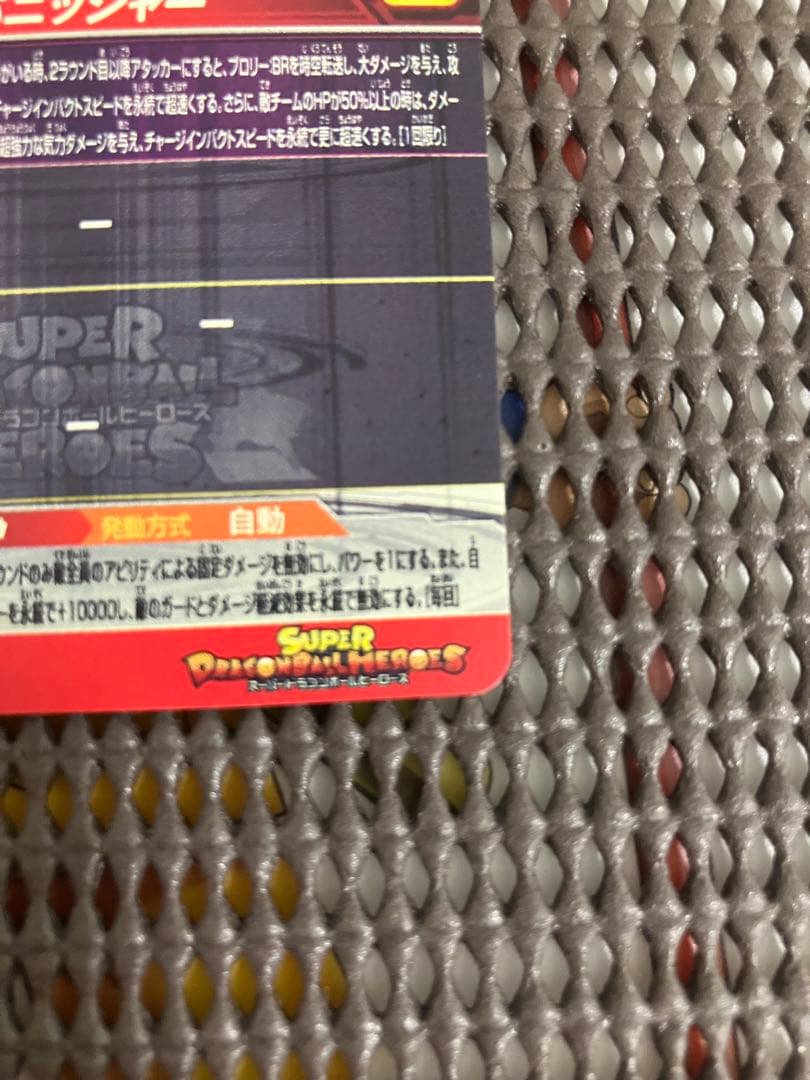 ニッシャー
がいる時、2ラウンド目以降アタッカーにすると、ブロリー:BRを時空転送し、大ダメージを与え、攻
チャージインパクトスピードを永続で超速くする。さらに、敵チームのHPが50%以上の時は、ダメー
超強力な気力ダメージを与え、チャージインパクトスピードを永続で更に超速くする。[1回限り]
SUPER
DRAGONBALL
ドラゴンボールヒーローズ
HEROES
発動方式 自動
ウンドのみ敵全員のアビリティによる固定ダメージを無効にし、パワーを1にする。また、自
ーを永続で+10000し、敵のガードとダメージ軽減効果を永続で無効にする。[毎回]
SUPER
DRAGONBALL HEROES
スーパードラゴンボールヒーローズ